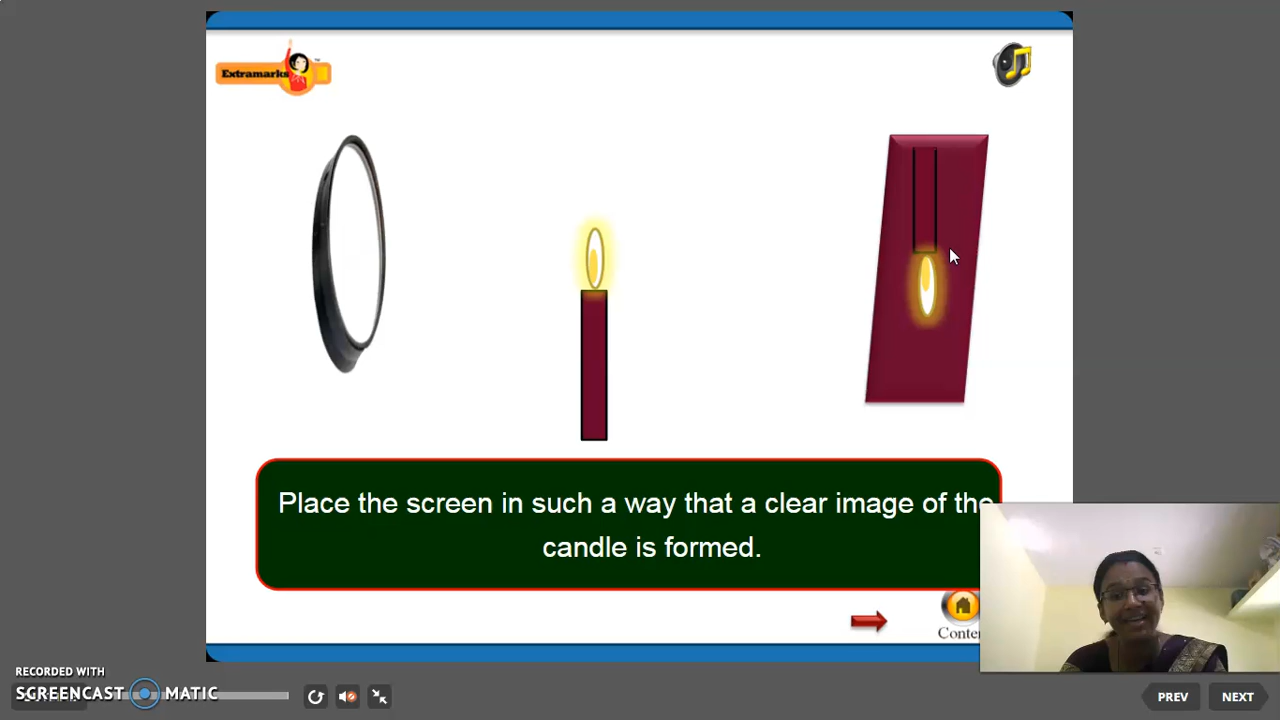 Extramarks
Place the screen in such a way that a clear image of the
candle is formed.
Conte
RECORDED WITH
SCREENCAST MATIC
PREV
NEXT